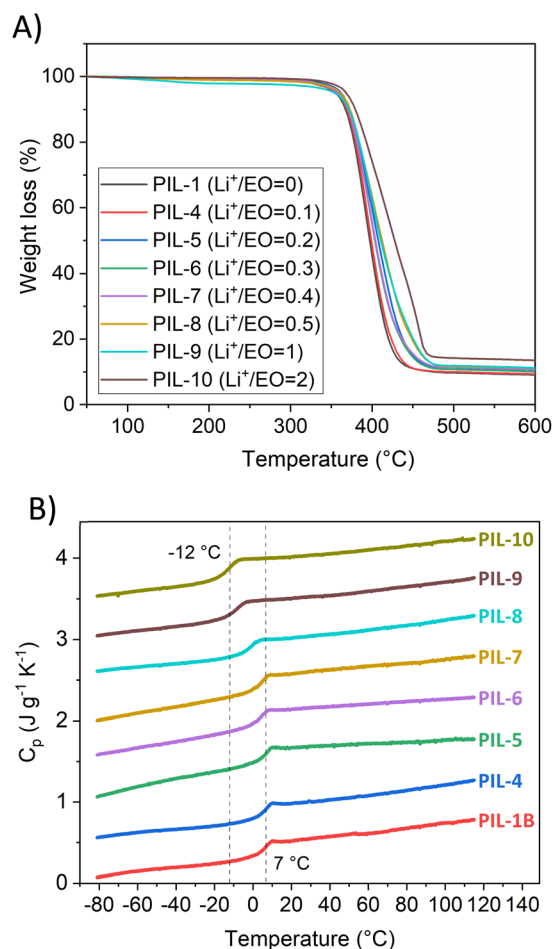 A)
100
80
60
40
20
0
Weight loss (%)
PIL-1 (Li⁺/EO=0)
PIL-4 (Li⁺/EO=0.1)
PIL-5 (Li⁺/EO=0.2)
PIL-6 (Li⁺/EO=0.3)
PIL-7 (Li⁺/EO=0.4)
PIL-8 (Li⁺/EO=0.5)
PIL-9 (Li⁺/EO=1)
PIL-10 (Li⁺/EO=2)
100 200 300 400 500 600
Temperature (°C)
B)
4
3
2
1
0
Cₚ (J g⁻¹ K⁻¹)
-12 °C
7 °C
PIL-10
PIL-9
PIL-8
PIL-7
PIL-6
PIL-5
PIL-4
PIL-1B
-80 -60 -40 -20 0 20 40 60 80 100 120 140
Temperature (°C)